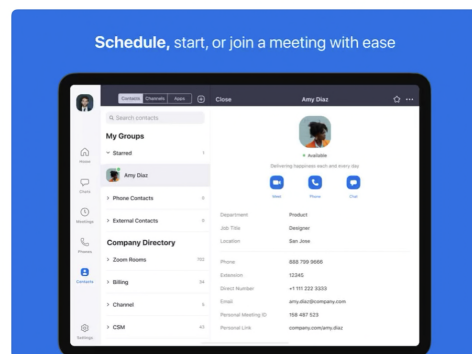 Schedule, start, or join a meeting with ease
Contacts Channels Apps
Close
Amy Diaz
Search contacts
My Groups
Starred
Amy Diaz
Phone Contacts
External Contacts
Company Directory
Zoom Rooms
Billing
Channel
CSM
Home
Chats
Meetings
Phones
Contacts
Settings
Available
Delivering happiness each and every day
Meet Phone Chat
Department Product
Job Title Designer
Location San Jose
Phone 888 799 9666
Extension 12345
Direct Number +1 111 222 3333
Email amy.diaz@company.com
Personal Meeting ID 158 487 523
Personal Link company.com/amy.diaz